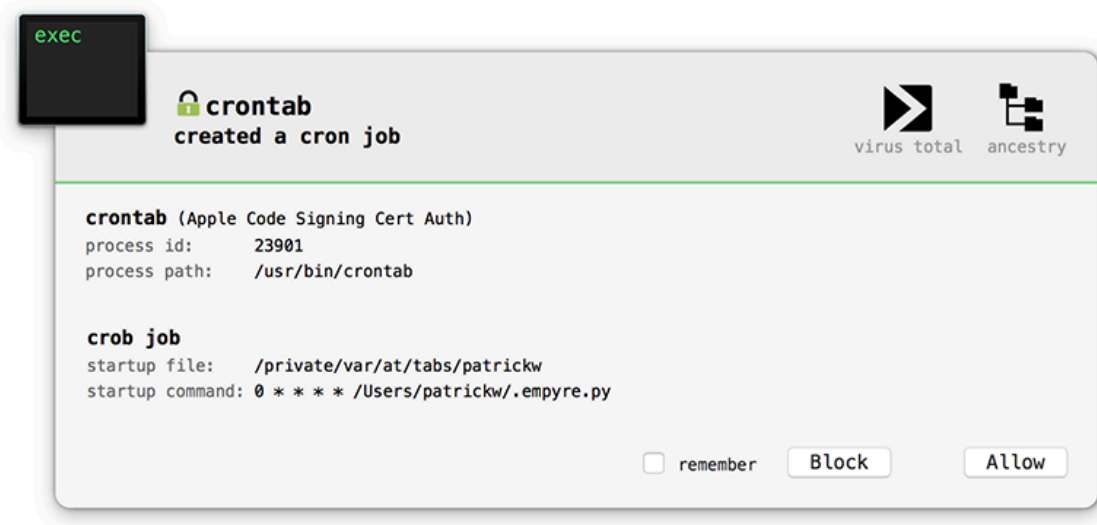 exec
crontab
created a cron job
virus total
ancestry
crontab (Apple Code Signing Cert Auth)
process id: 23901
process path: /usr/bin/crontab
crob job
startup file: /private/var/at/tabs/patrickw
startup command: 0 * * * * /Users/patrickw/.empyre.py
remember
Block
Allow